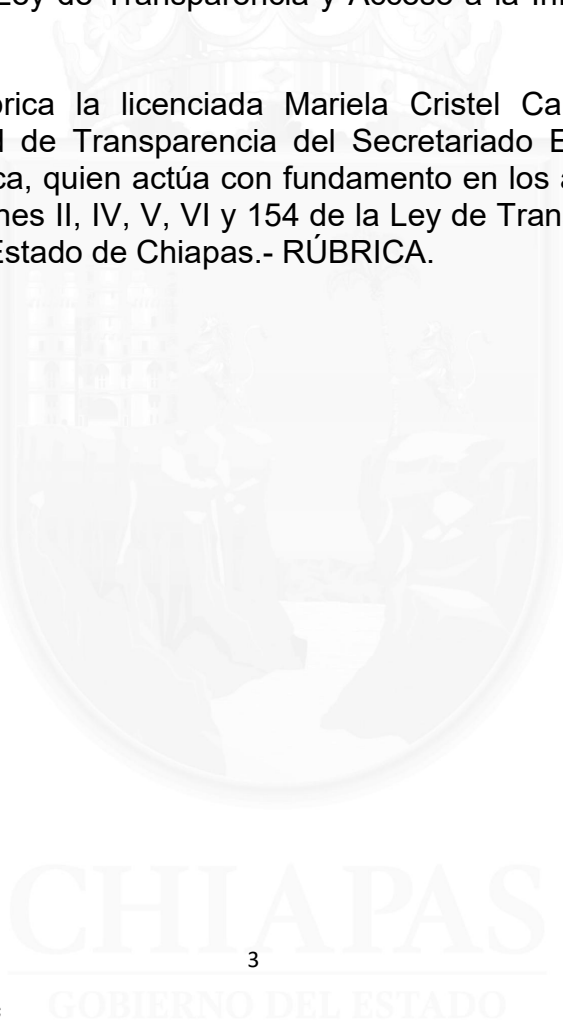 Ley de Transparencia y Acceso a la
rica la licenciada Mariela Cristel Ca
de Transparencia del Secretariado E
ca, quien actúa con fundamento en los a
nes II, IV, V, VI y 154 de la Ley de Tran
Estado de Chiapas.- RÚBRICA.
CHIAPAS
3
GOBIERNO DEL ESTADO